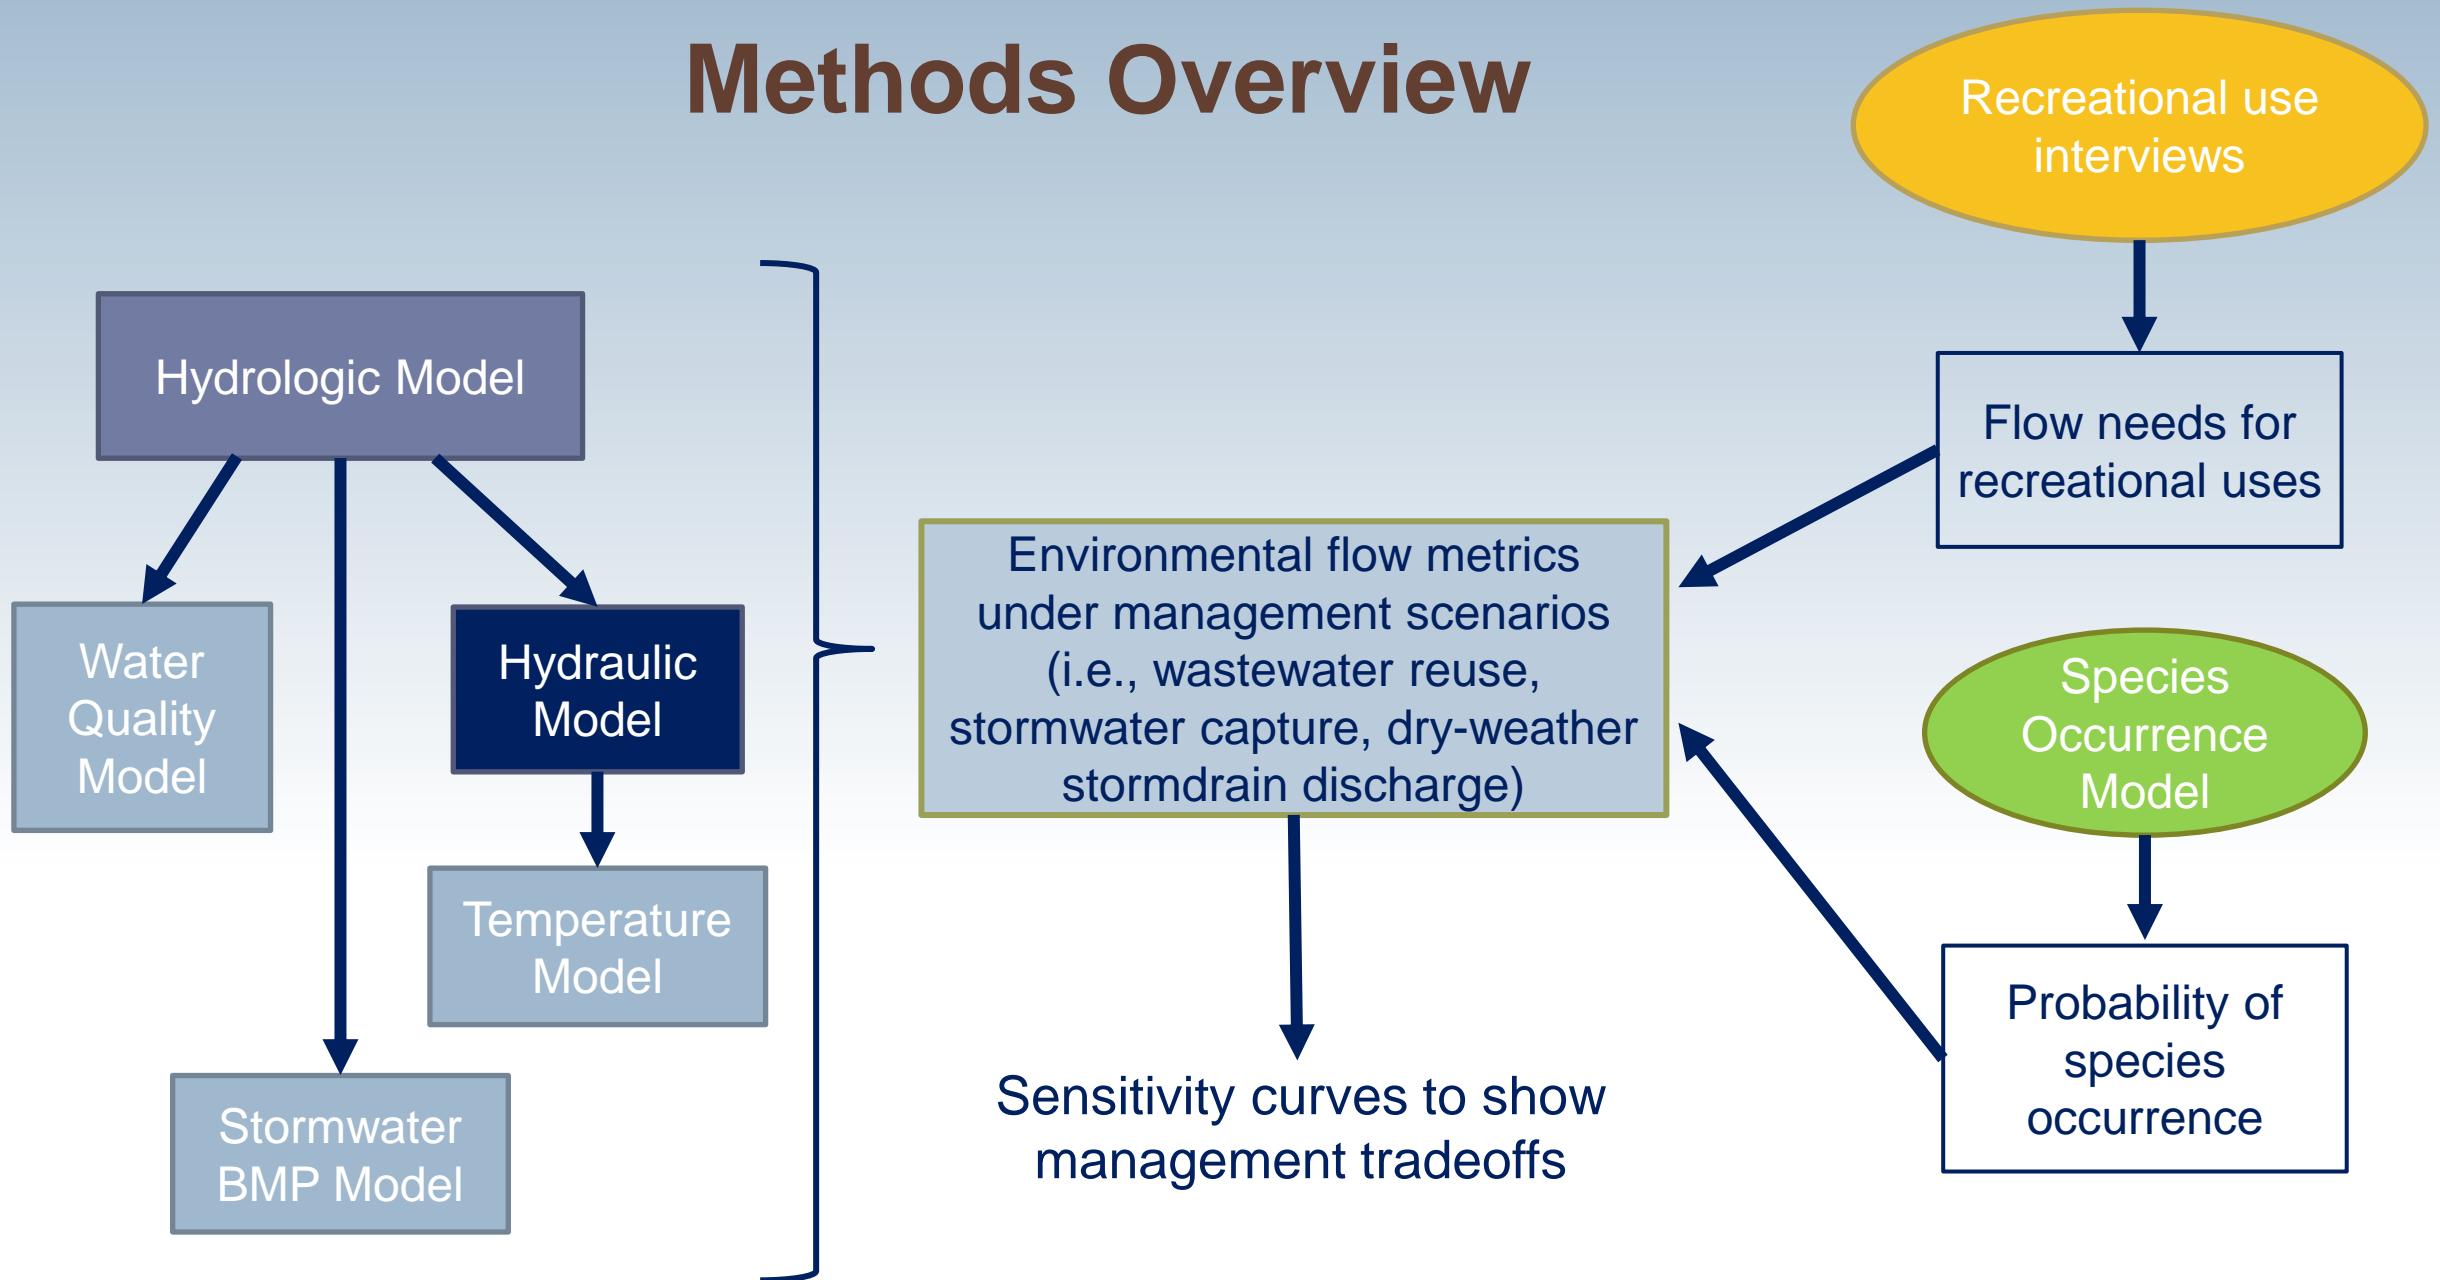 Methods Overview
Recreational use
interviews
Hydrologic Model
Flow needs for
recreational uses
Water
Quality
Model
Hydraulic
Model
Environmental flow metrics
under management scenarios
(i.e., wastewater reuse,
stormwater capture, dry-weather
stormdrain discharge)
Species
Occurrence
Model
Temperature
Model
Probability of
species
occurrence
Stormwater
BMP Model
Sensitivity curves to show
management tradeoffs